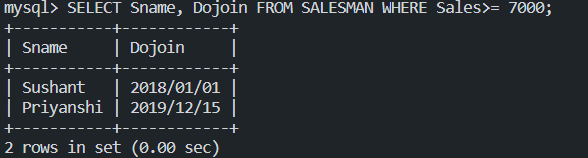 mysql> SELECT Sname, Dojoin FROM SALESMAN WHERE Sales>= 7000;
+-----------+------------+
| Sname     | Dojoin     |
+-----------+------------+
| Sushant   | 2018/01/01 |
| Priyanshi | 2019/12/15 |
+-----------+------------+
2 rows in set (0.00 sec)